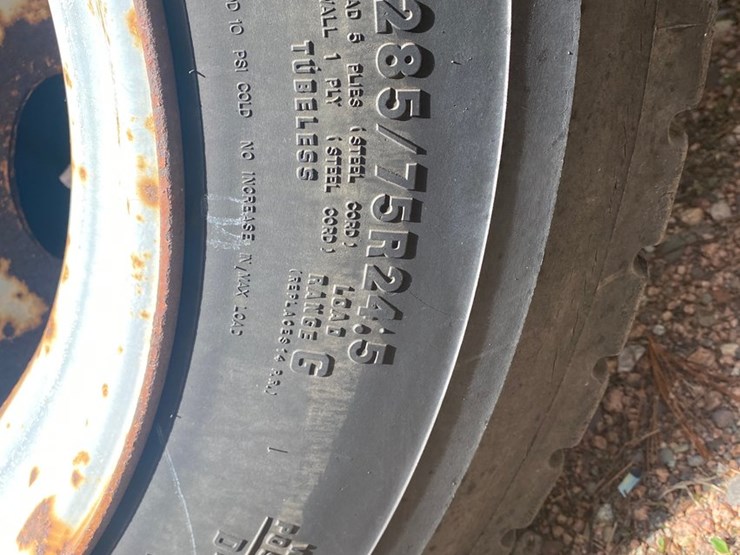 285/75R24.5
AD 5 PLIES (STEEL CORD)
WALL 1 PLY (STEEL CORD)
TUBELESS
LOAD
RANGE G
(REPLACES 14 P.R.)
D 10 PSI COLD NO INCREASE IN/MAX LOAD